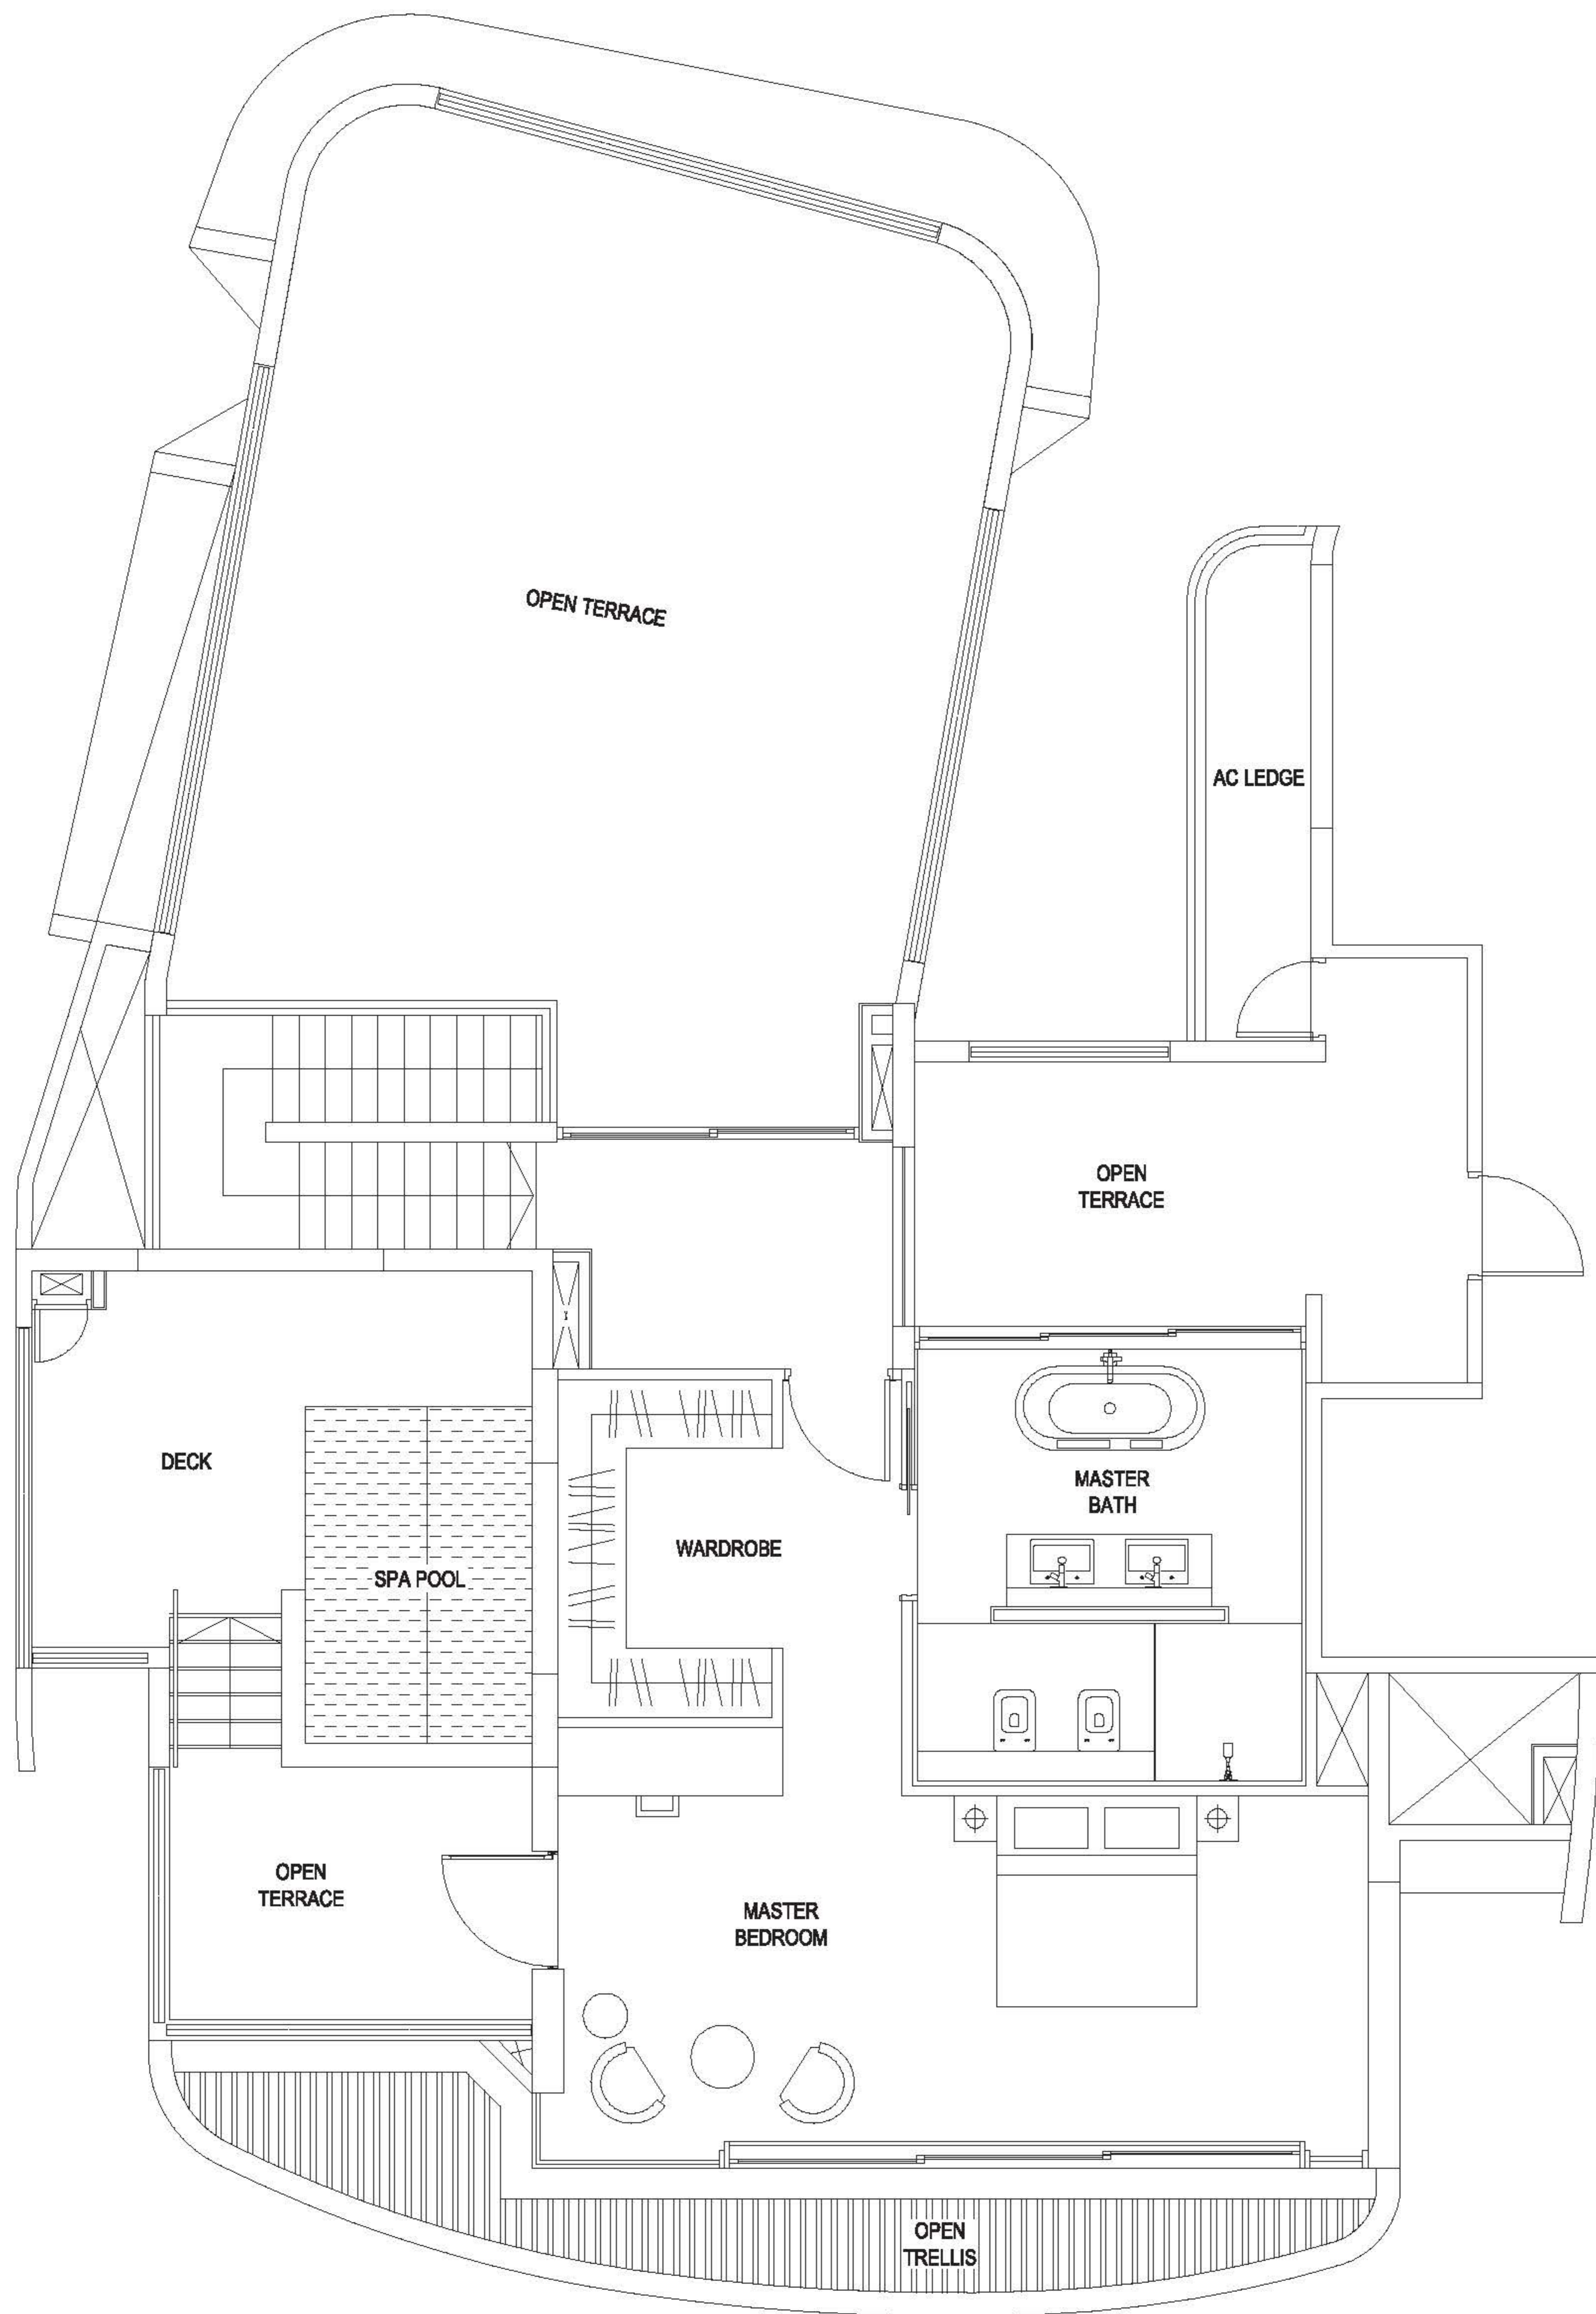 OPEN TERRACE
AC LEDGE
OPEN
TERRACE
DECK
MASTER
BATH
WARDROBE
SPA POOL
OPEN
TERRACE
MASTER
BEDROOM
OPEN
TRELLIS